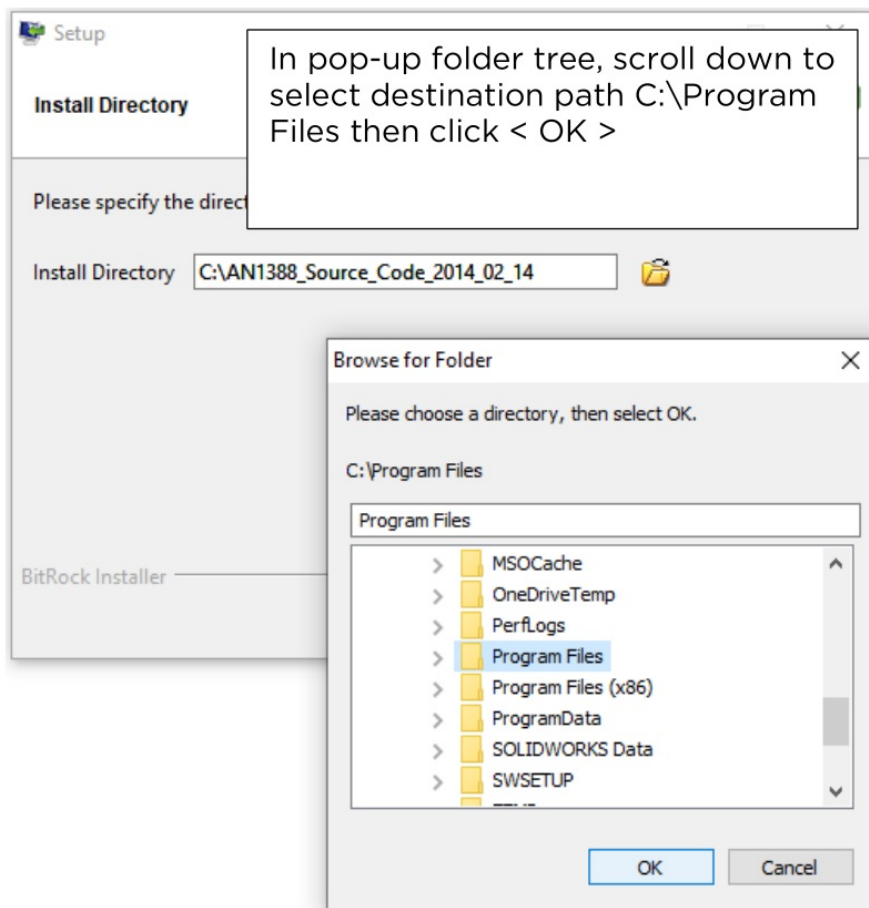 Setup
In pop-up folder tree, scroll down to
select destination path C:\Program
Files then click < OK >
Install Directory
Please specify the direct
Install Directory C:\AN1388_Source_Code_2014_02_14
Browse for Folder
Please choose a directory, then select OK.
C:\Program Files
Program Files
MSOCache
OneDriveTemp
PerfLogs
Program Files
Program Files (x86)
ProgramData
SOLIDWORKS Data
SWSETUP
BitRock Installer
OK Cancel